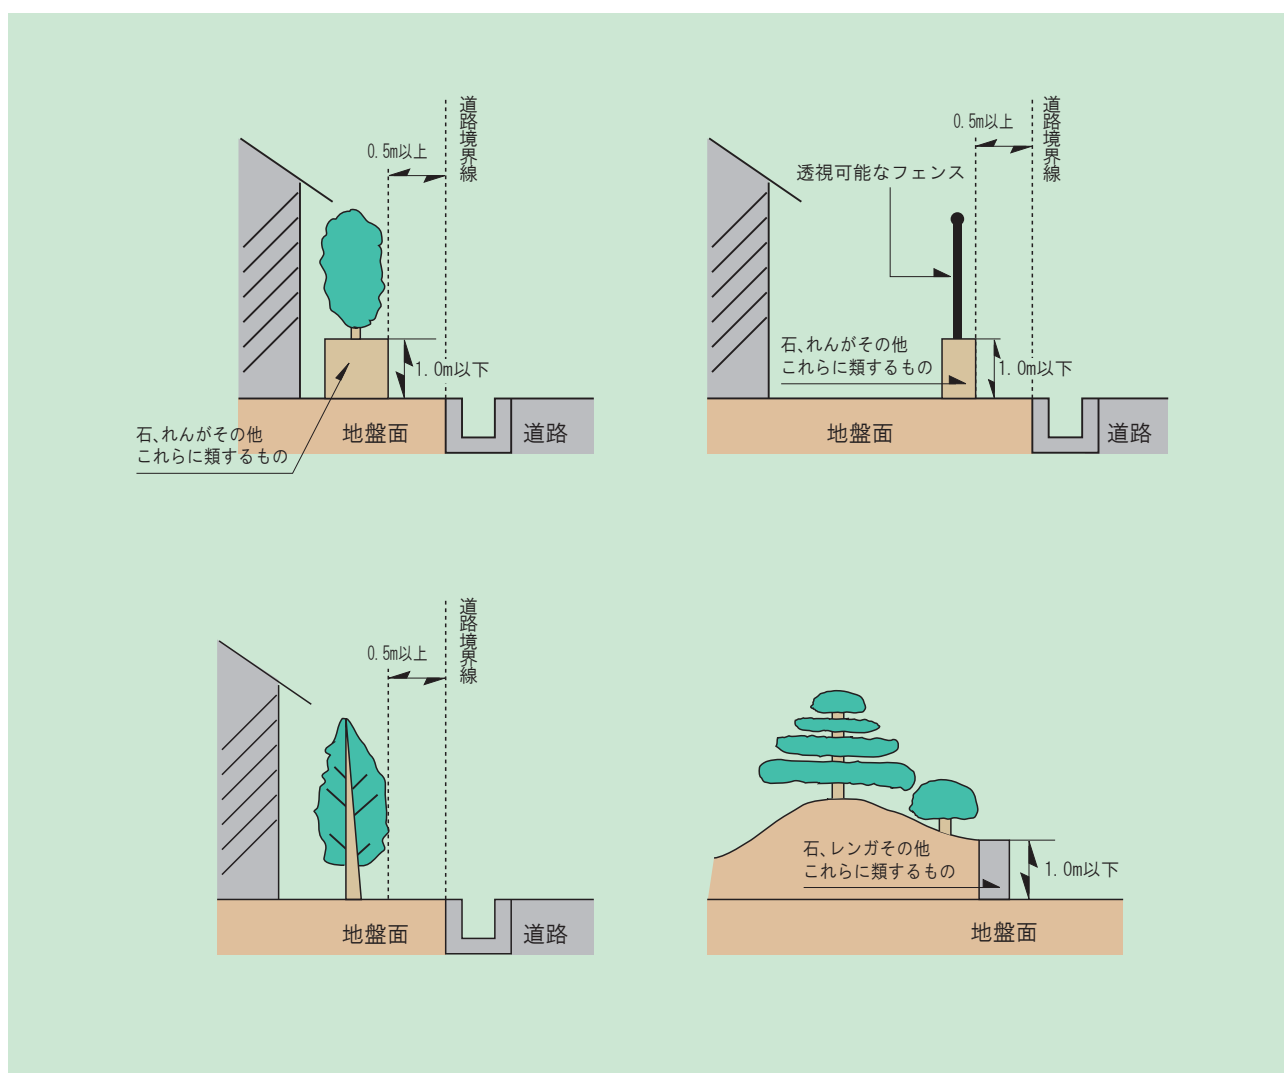 道路境界線
0.5m以上
1.0m以下
石、れんがその他
これらに類するもの
地盤面
道路
道路境界線
0.5m以上
透視可能なフェンス
石、れんがその他
これらに類するもの
1.0m以下
地盤面
道路
道路境界線
0.5m以上
地盤面
道路
石、レンガその他
これらに類するもの
1.0m以下
地盤面